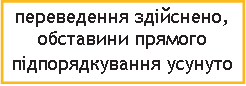 переведення здійснено,
обставини прямого
підпорядкування усунуто